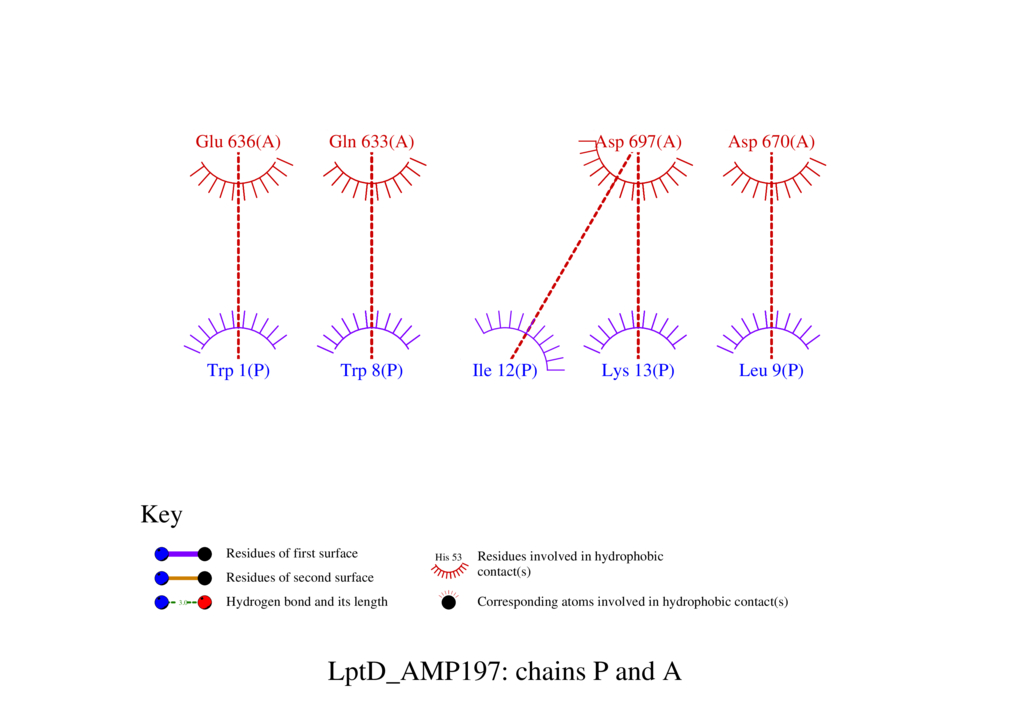 Glu 636(A) Gln 633(A) Asp 697(A) Asp 670(A)
Trp 1(P) Trp 8(P) Ile 12(P) Lys 13(P) Leu 9(P)
Key
Residues of first surface
Residues of second surface
3.0
Hydrogen bond and its length
His 53
Residues involved in hydrophobic
contact(s)
Corresponding atoms involved in hydrophobic contact(s)
LptD_AMP197: chains P and A